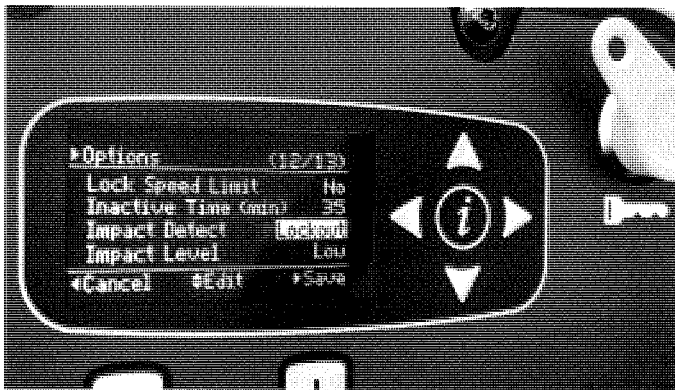 Options (12/13)
Lock Speed Limit No
Inactive Time (min) 35
Impact Detect Lockout
Impact Level Low
Cancel Edit Save
i